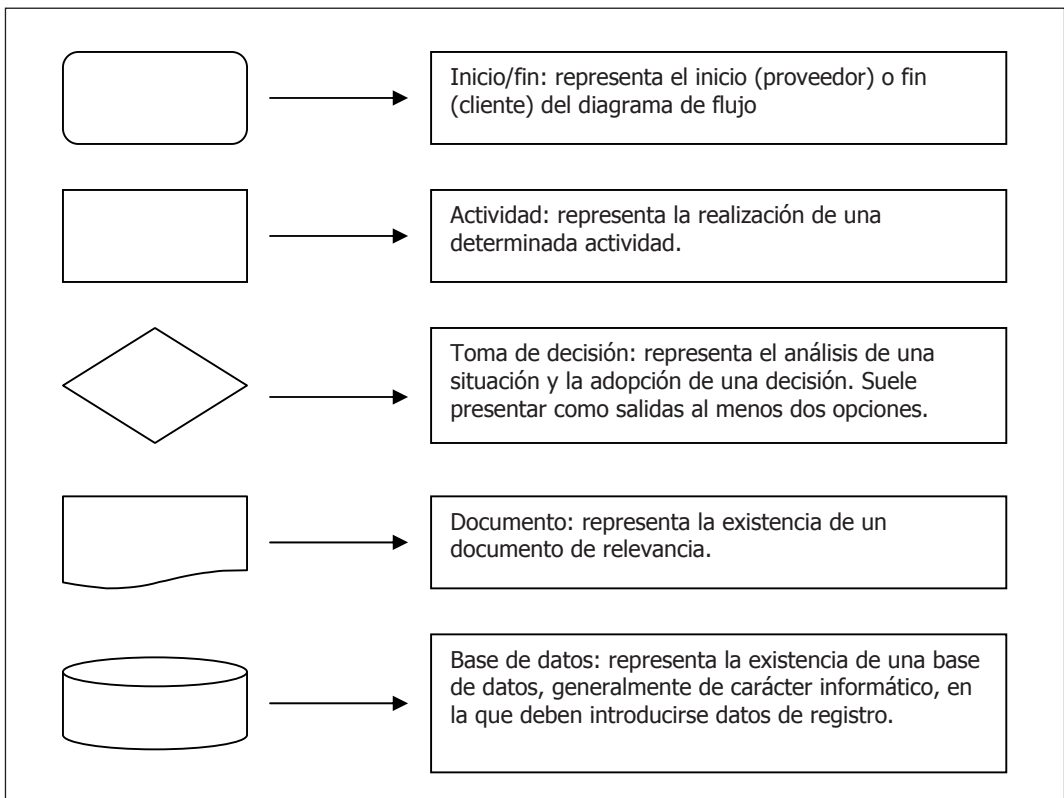 Inicio/fin: representa el inicio (proveedor) o fin
(cliente) del diagrama de flujo
Actividad: representa la realización de una
determinada actividad.
Toma de decisión: representa el análisis de una
situación y la adopción de una decisión. Suele
presentar como salidas al menos dos opciones.
Documento: representa la existencia de un
documento de relevancia.
Base de datos: representa la existencia de una base
de datos, generalmente de carácter informático, en
la que deben introducirse datos de registro.